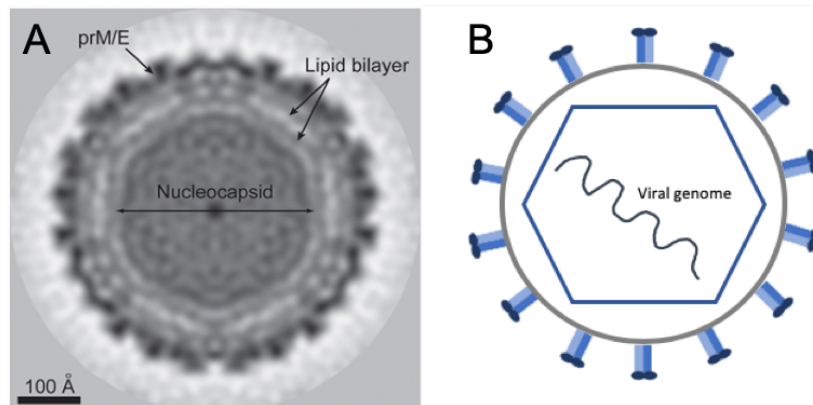 A
prM/E
Lipid bilayer
Nucleocapsid
100 Å
B
Viral genome